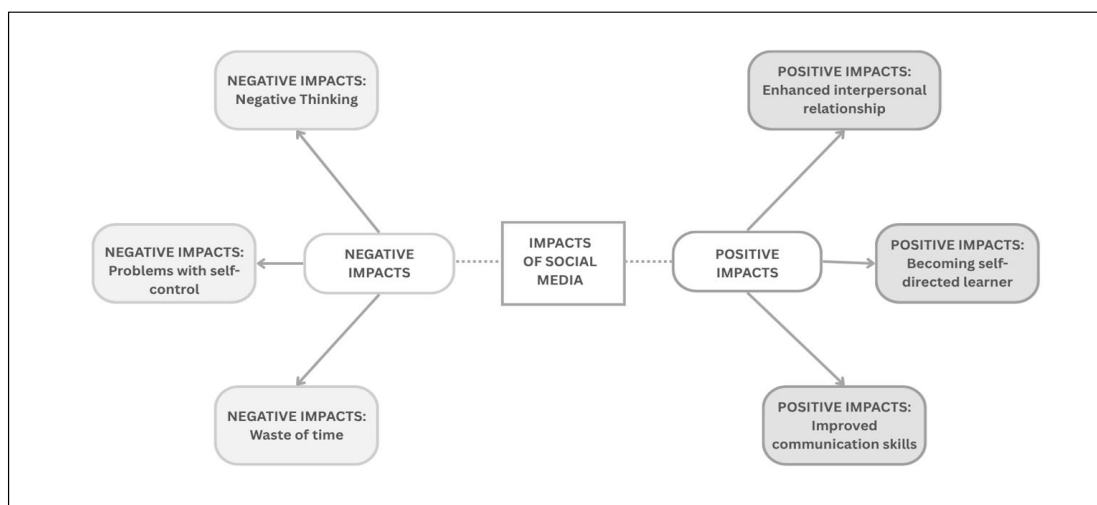 NEGATIVE IMPACTS:
Negative Thinking
NEGATIVE IMPACTS:
Problems with self-
control
NEGATIVE IMPACTS:
Waste of time
NEGATIVE
IMPACTS
IMPACTS
OF SOCIAL
MEDIA
POSITIVE
IMPACTS
POSITIVE IMPACTS:
Enhanced interpersonal
relationship
POSITIVE IMPACTS:
Becoming self-
directed learner
POSITIVE IMPACTS:
Improved
communication skills